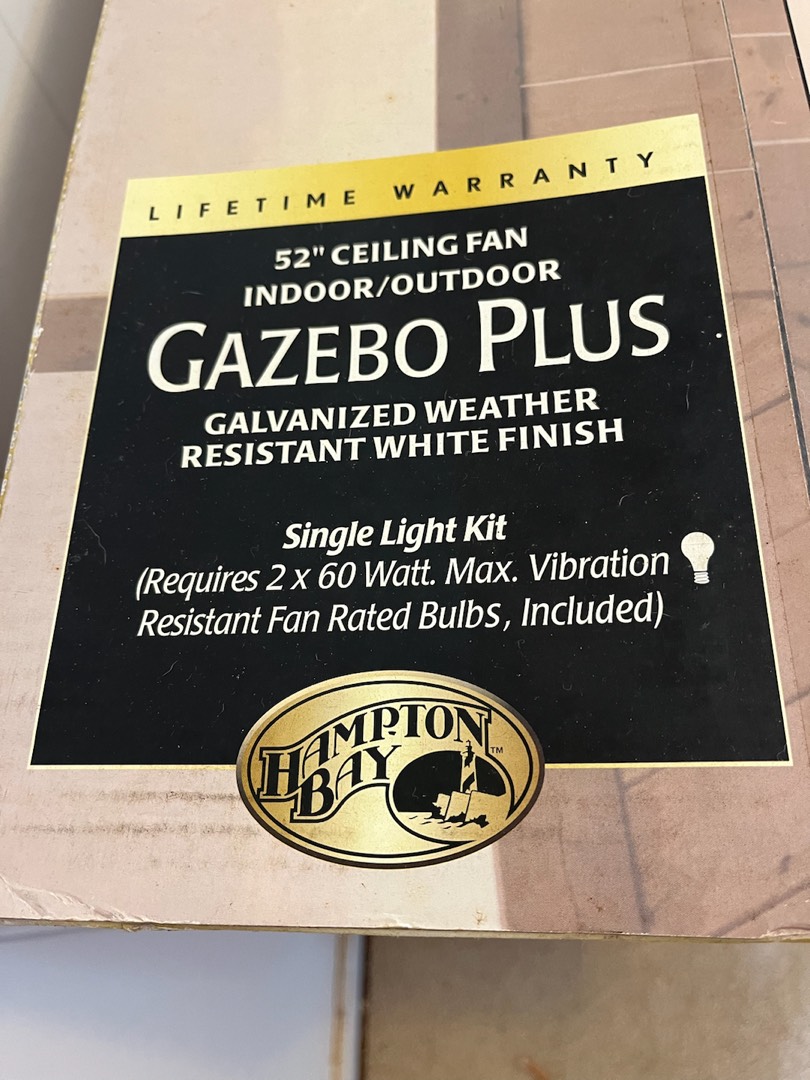 LIFETIME WARRANTY
52" CEILING FAN
INDOOR/OUTDOOR
GAZEBO PLUS
GALVANIZED WEATHER
RESISTANT WHITE FINISH
Single Light Kit
(Requires 2 x 60 Watt. Max. Vibration
Resistant Fan Rated Bulbs, Included)
HAMPTON
BAY™